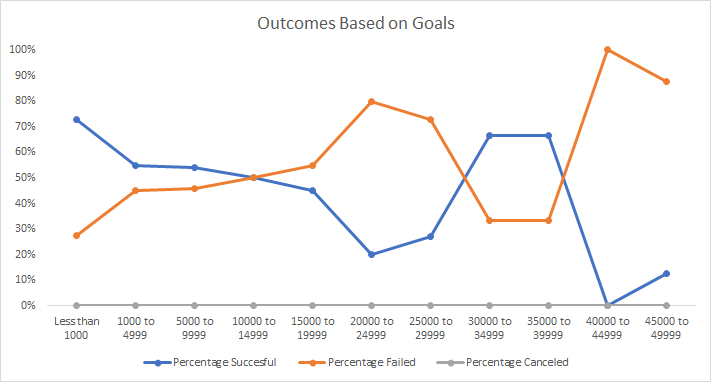 Outcomes Based on Goals
100%
90%
80%
70%
60%
50%
40%
30%
20%
10%
0%
Less than
1000
1000 to
4999
5000 to
9999
10000 to
14999
15000 to
19999
20000 to
24999
25000 to
29999
30000 to
34999
35000 to
39999
40000 to
44999
45000 to
49999
Percentage Succesful
Percentage Failed
Percentage Canceled